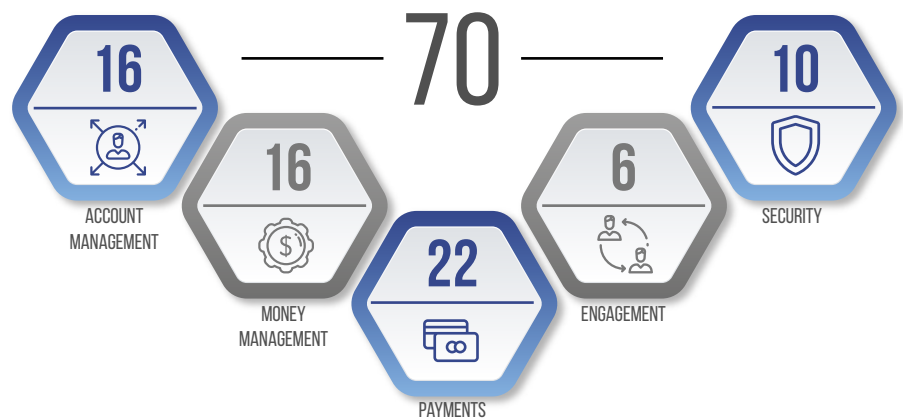 70
16
ACCOUNT
MANAGEMENT
16
$
MONEY
MANAGEMENT
22
PAYMENTS
6
ENGAGEMENT
10
SECURITY